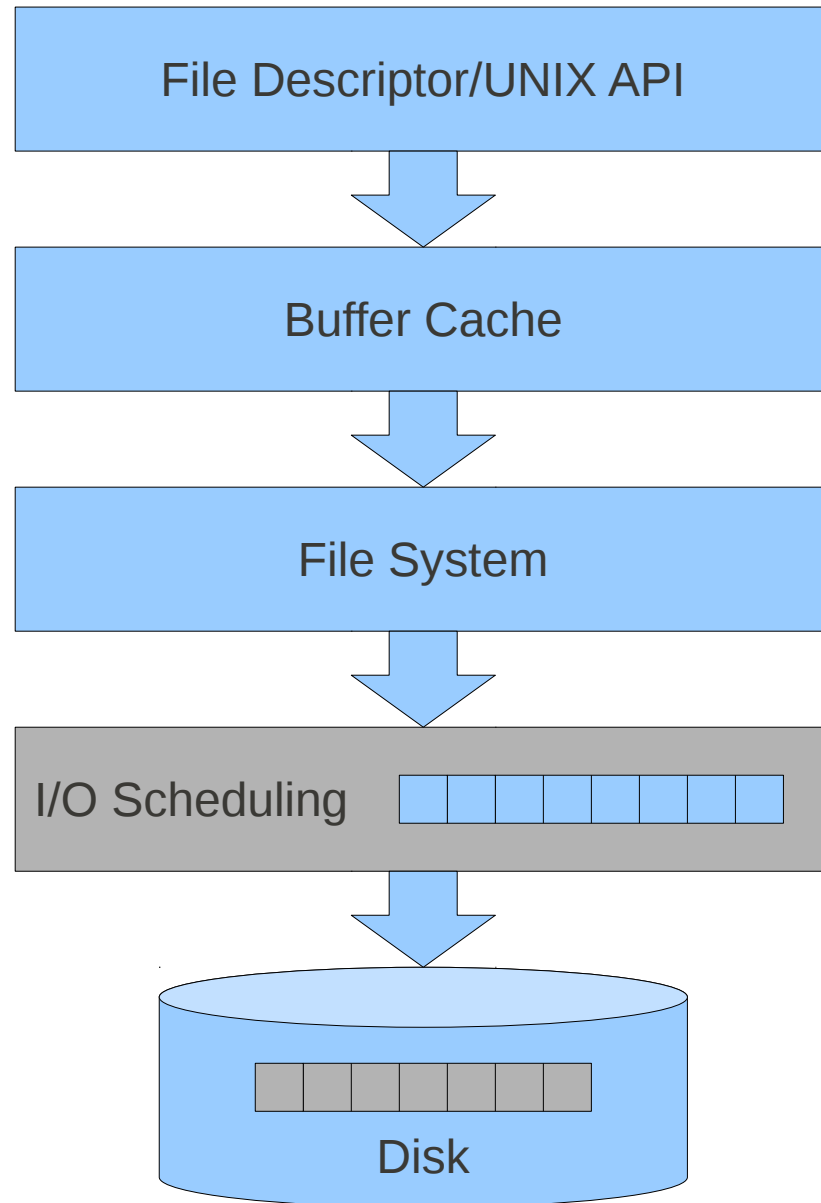 File Descriptor/UNIX API
Buffer Cache
File System
I/O Scheduling
Disk